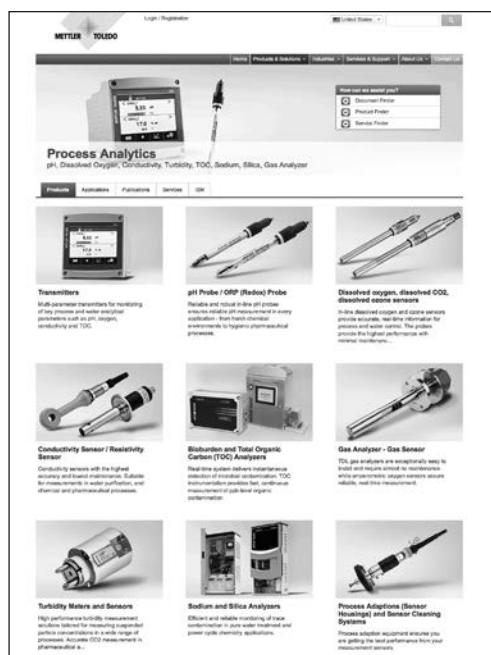 Login / Registration
United States
METTLER TOLEDO
Home Products & Solutions Industries Services & Support About Us Contact Us
How can we assist you?
Document Finder
Product Finder
Service Finder
Process Analytics
pH, Dissolved Oxygen, Conductivity, Turbidity, TOC, Sodium, Silica, Gas Analyzer
Products Applications Publications Services ISM
Transmitters
Multi-parameter transmitters for monitoring
of key process and water analytical
parameters such as pH, oxygen,
conductivity and TOC.
pH Probe / ORP (Redox) Probe
Reliable and robust in-line pH probes
ensures reliable pH measurement in every
application - from harsh chemical
environments to hygienic pharmaceutical
processes.
Dissolved oxygen, dissolved CO2,
dissolved ozone sensors
In-line dissolved oxygen and ozone sensors
provide accurate, real-time information for
process and water control. The probes
provide the highest performance with
minimal maintenanc...
Conductivity Sensor / Resistivity
Sensor
Conductivity sensors with the highest
accuracy and lowest maintenance. Suitable
for measurements in water purification, and
chemical and pharmaceutical processes.
Bioburden and Total Organic
Carbon (TOC) Analyzers
Real-time system delivers instantaneous
detection of microbial contamination. TOC
instrumentation provides fast, continuous
measurement of ppb-level organic
contamination
Gas Analyzer - Gas Sensor
TDL gas analyzers are exceptionally easy to
install and require almost no maintenance
while amperometric oxygen sensors assure
reliable, real time measurement.
Turbidity Meters and Sensors
High performance turbidity measurement
solutions tailored for measuring suspended
particle concentrations in a wide range of
processes. Accurate CO2 measurement in
pharmaceutical a...
Sodium and Silica Analyzers
Efficient and reliable monitoring of trace
contamination in pure water treatment and
power cycle chemistry applications.
Process Adaptions (Sensor
Housings) and Sensor Cleaning
Systems
Process adaption equipment ensures you
are getting the best performance from your
measurement sensors.